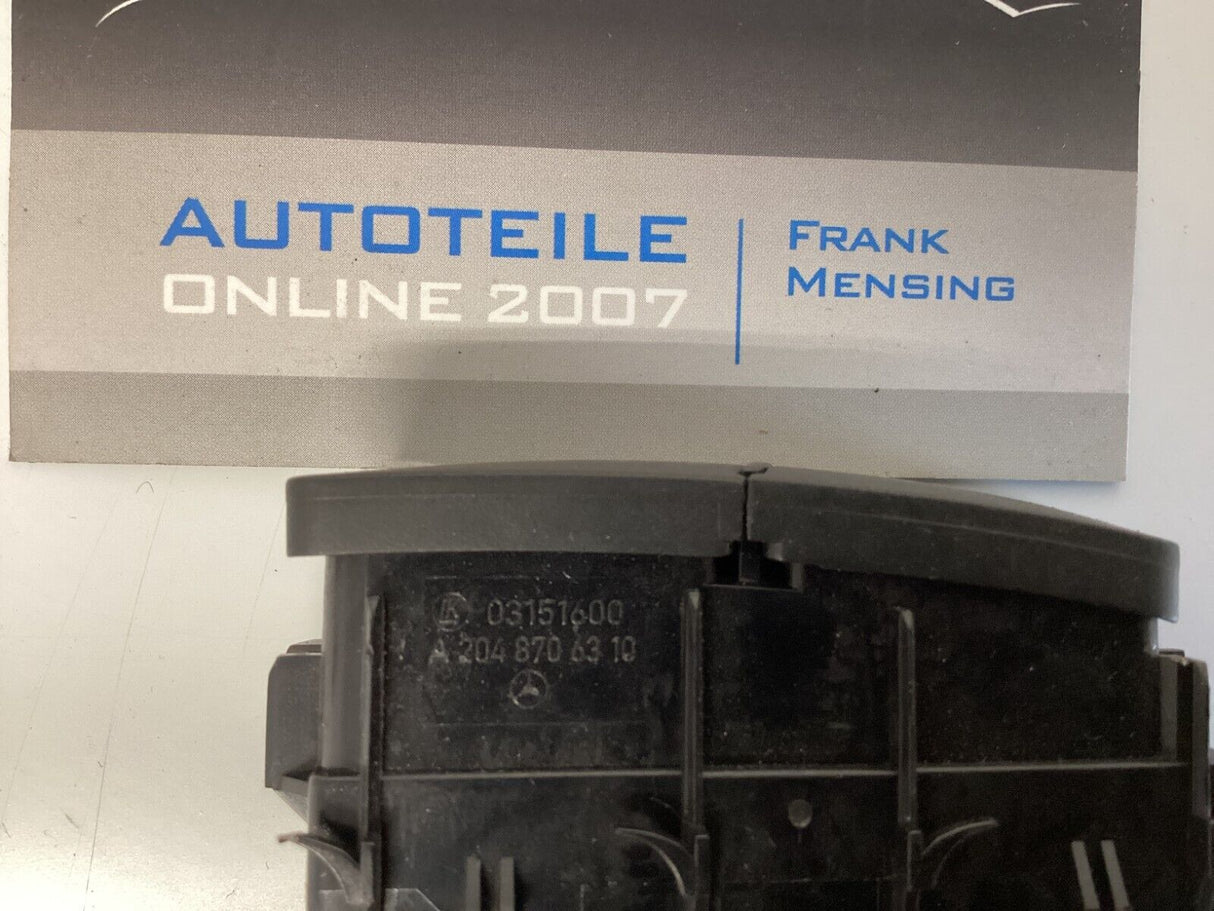 AUTOTEILE
ONLINE 2007
FRANK
MENSING
03151600
A 204 870 63 10